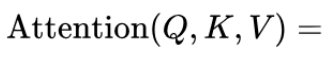 Attention(Q, K, V) =